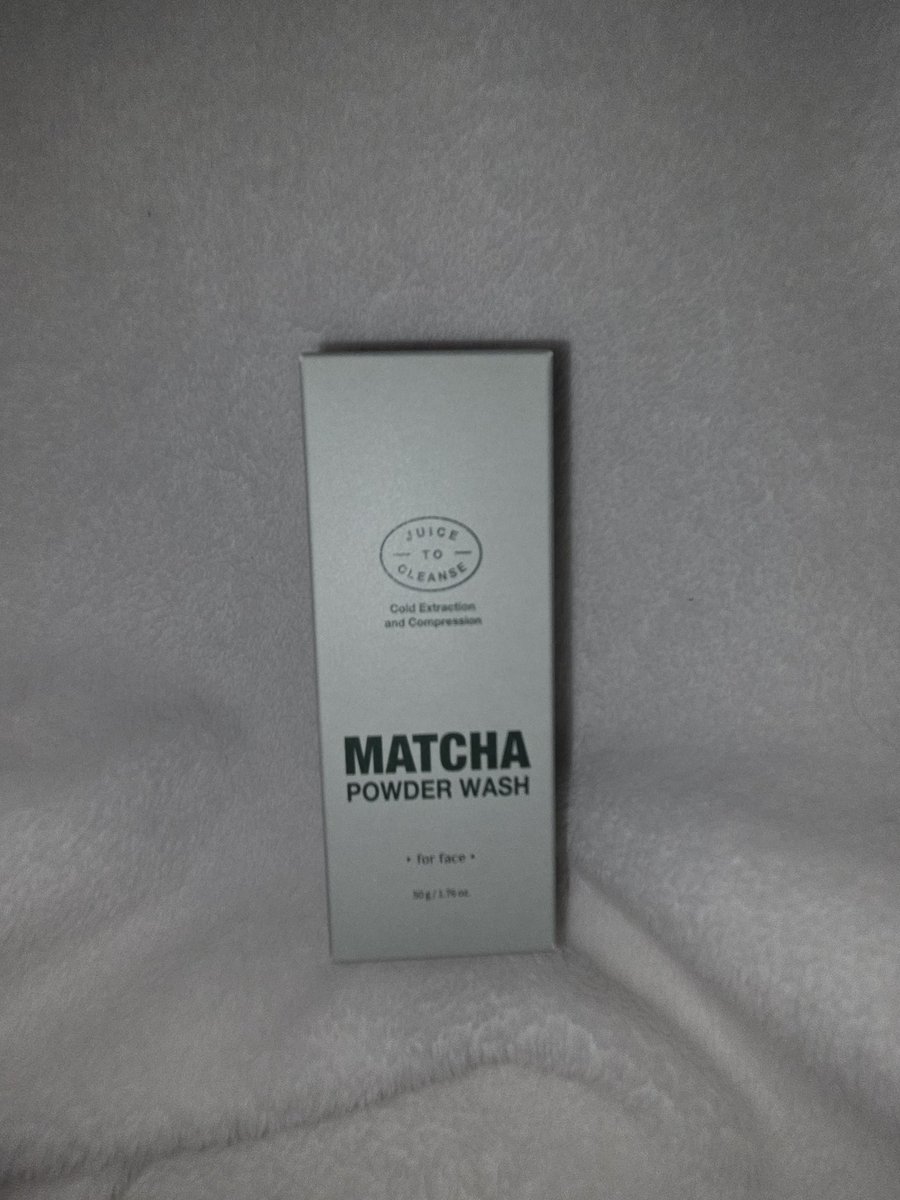 JUICE
TO
CLEANSE
Cold Extraction
and Compression
MATCHA
POWDER WASH
• for face •
50 g / 1.76 oz.